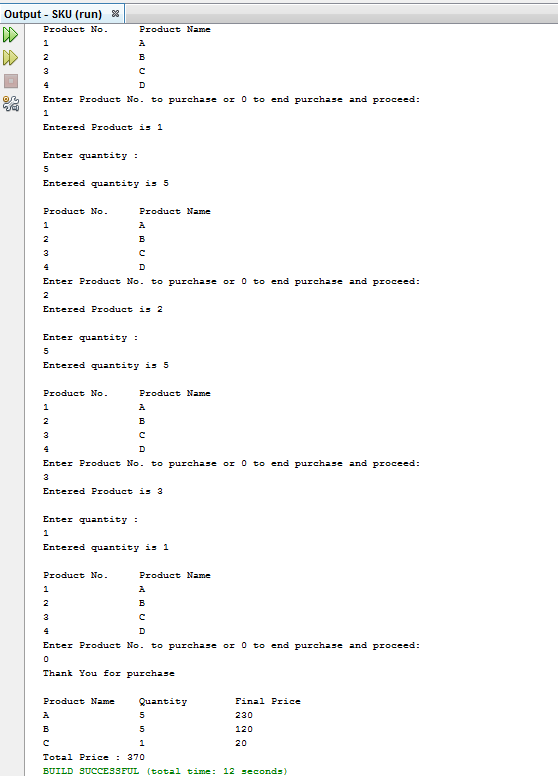 Output - SKU (run)
Product No. Product Name
1 A
2 B
3 C
4 D
Enter Product No. to purchase or 0 to end purchase and proceed:
1
Entered Product is 1
Enter quantity :
5
Entered quantity is 5
Product No. Product Name
1 A
2 B
3 C
4 D
Enter Product No. to purchase or 0 to end purchase and proceed:
2
Entered Product is 2
Enter quantity :
5
Entered quantity is 5
Product No. Product Name
1 A
2 B
3 C
4 D
Enter Product No. to purchase or 0 to end purchase and proceed:
3
Entered Product is 3
Enter quantity :
1
Entered quantity is 1
Product No. Product Name
1 A
2 B
3 C
4 D
Enter Product No. to purchase or 0 to end purchase and proceed:
0
Thank You for purchase
Product Name Quantity Final Price
A 5 230
B 5 120
C 1 20
Total Price : 370
BUILD SUCCESSFUL (total time: 12 seconds)